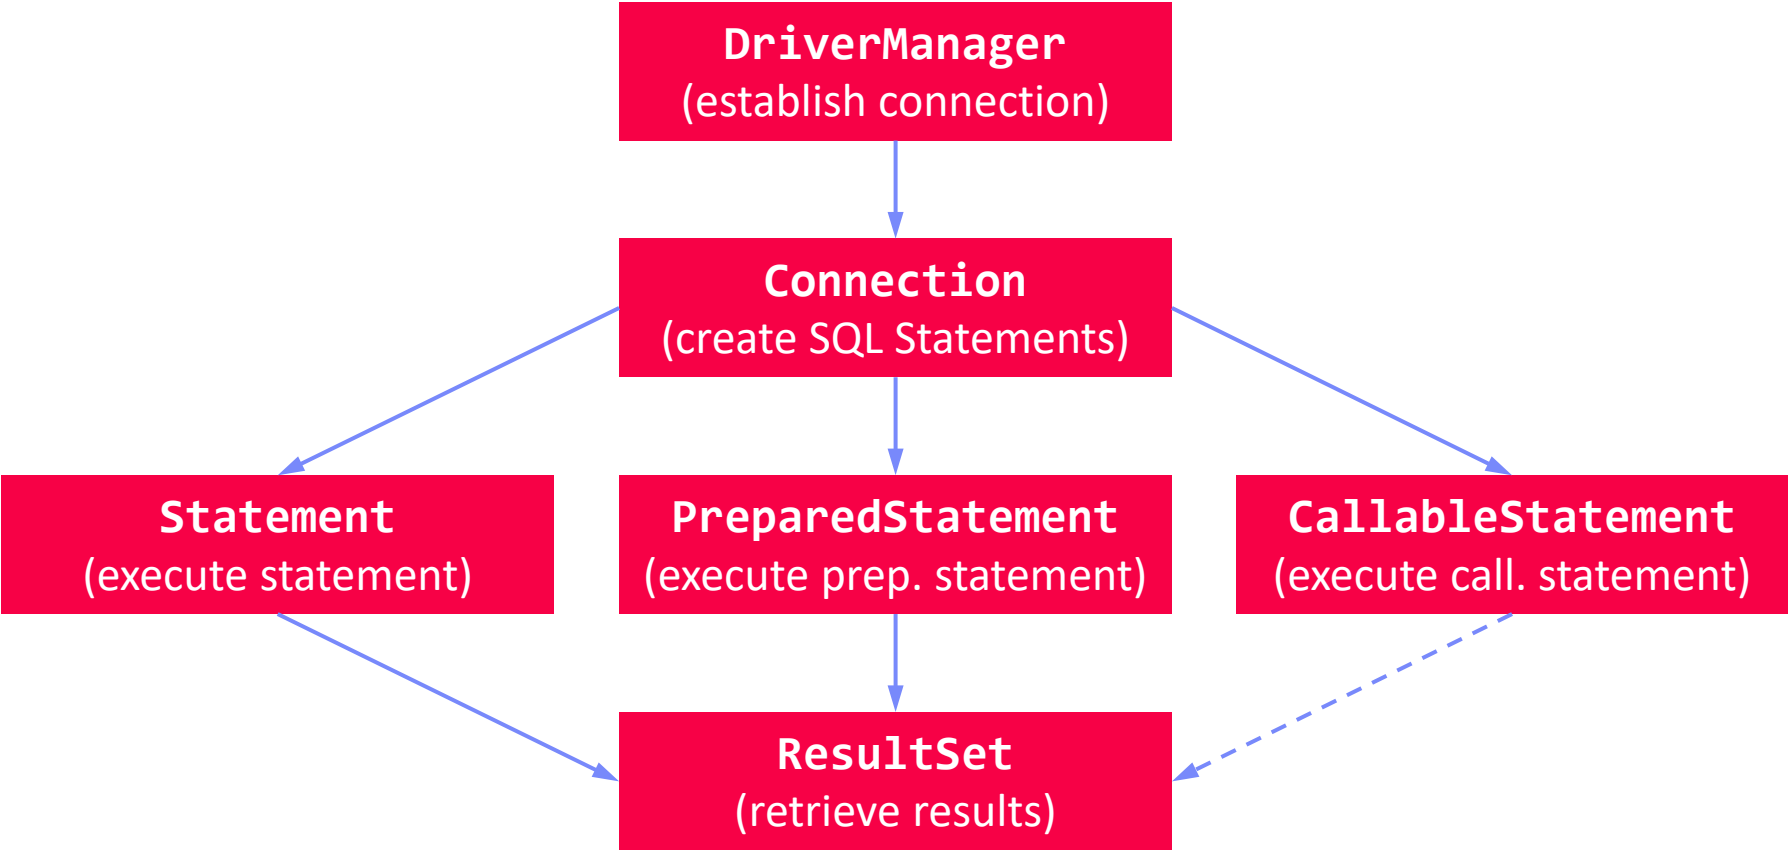 DriverManager
(establish connection)
Connection
(create SQL Statements)
Statement
(execute statement)
PreparedStatement
(execute prep. statement)
CallableStatement
(execute call. statement)
ResultSet
(retrieve results)